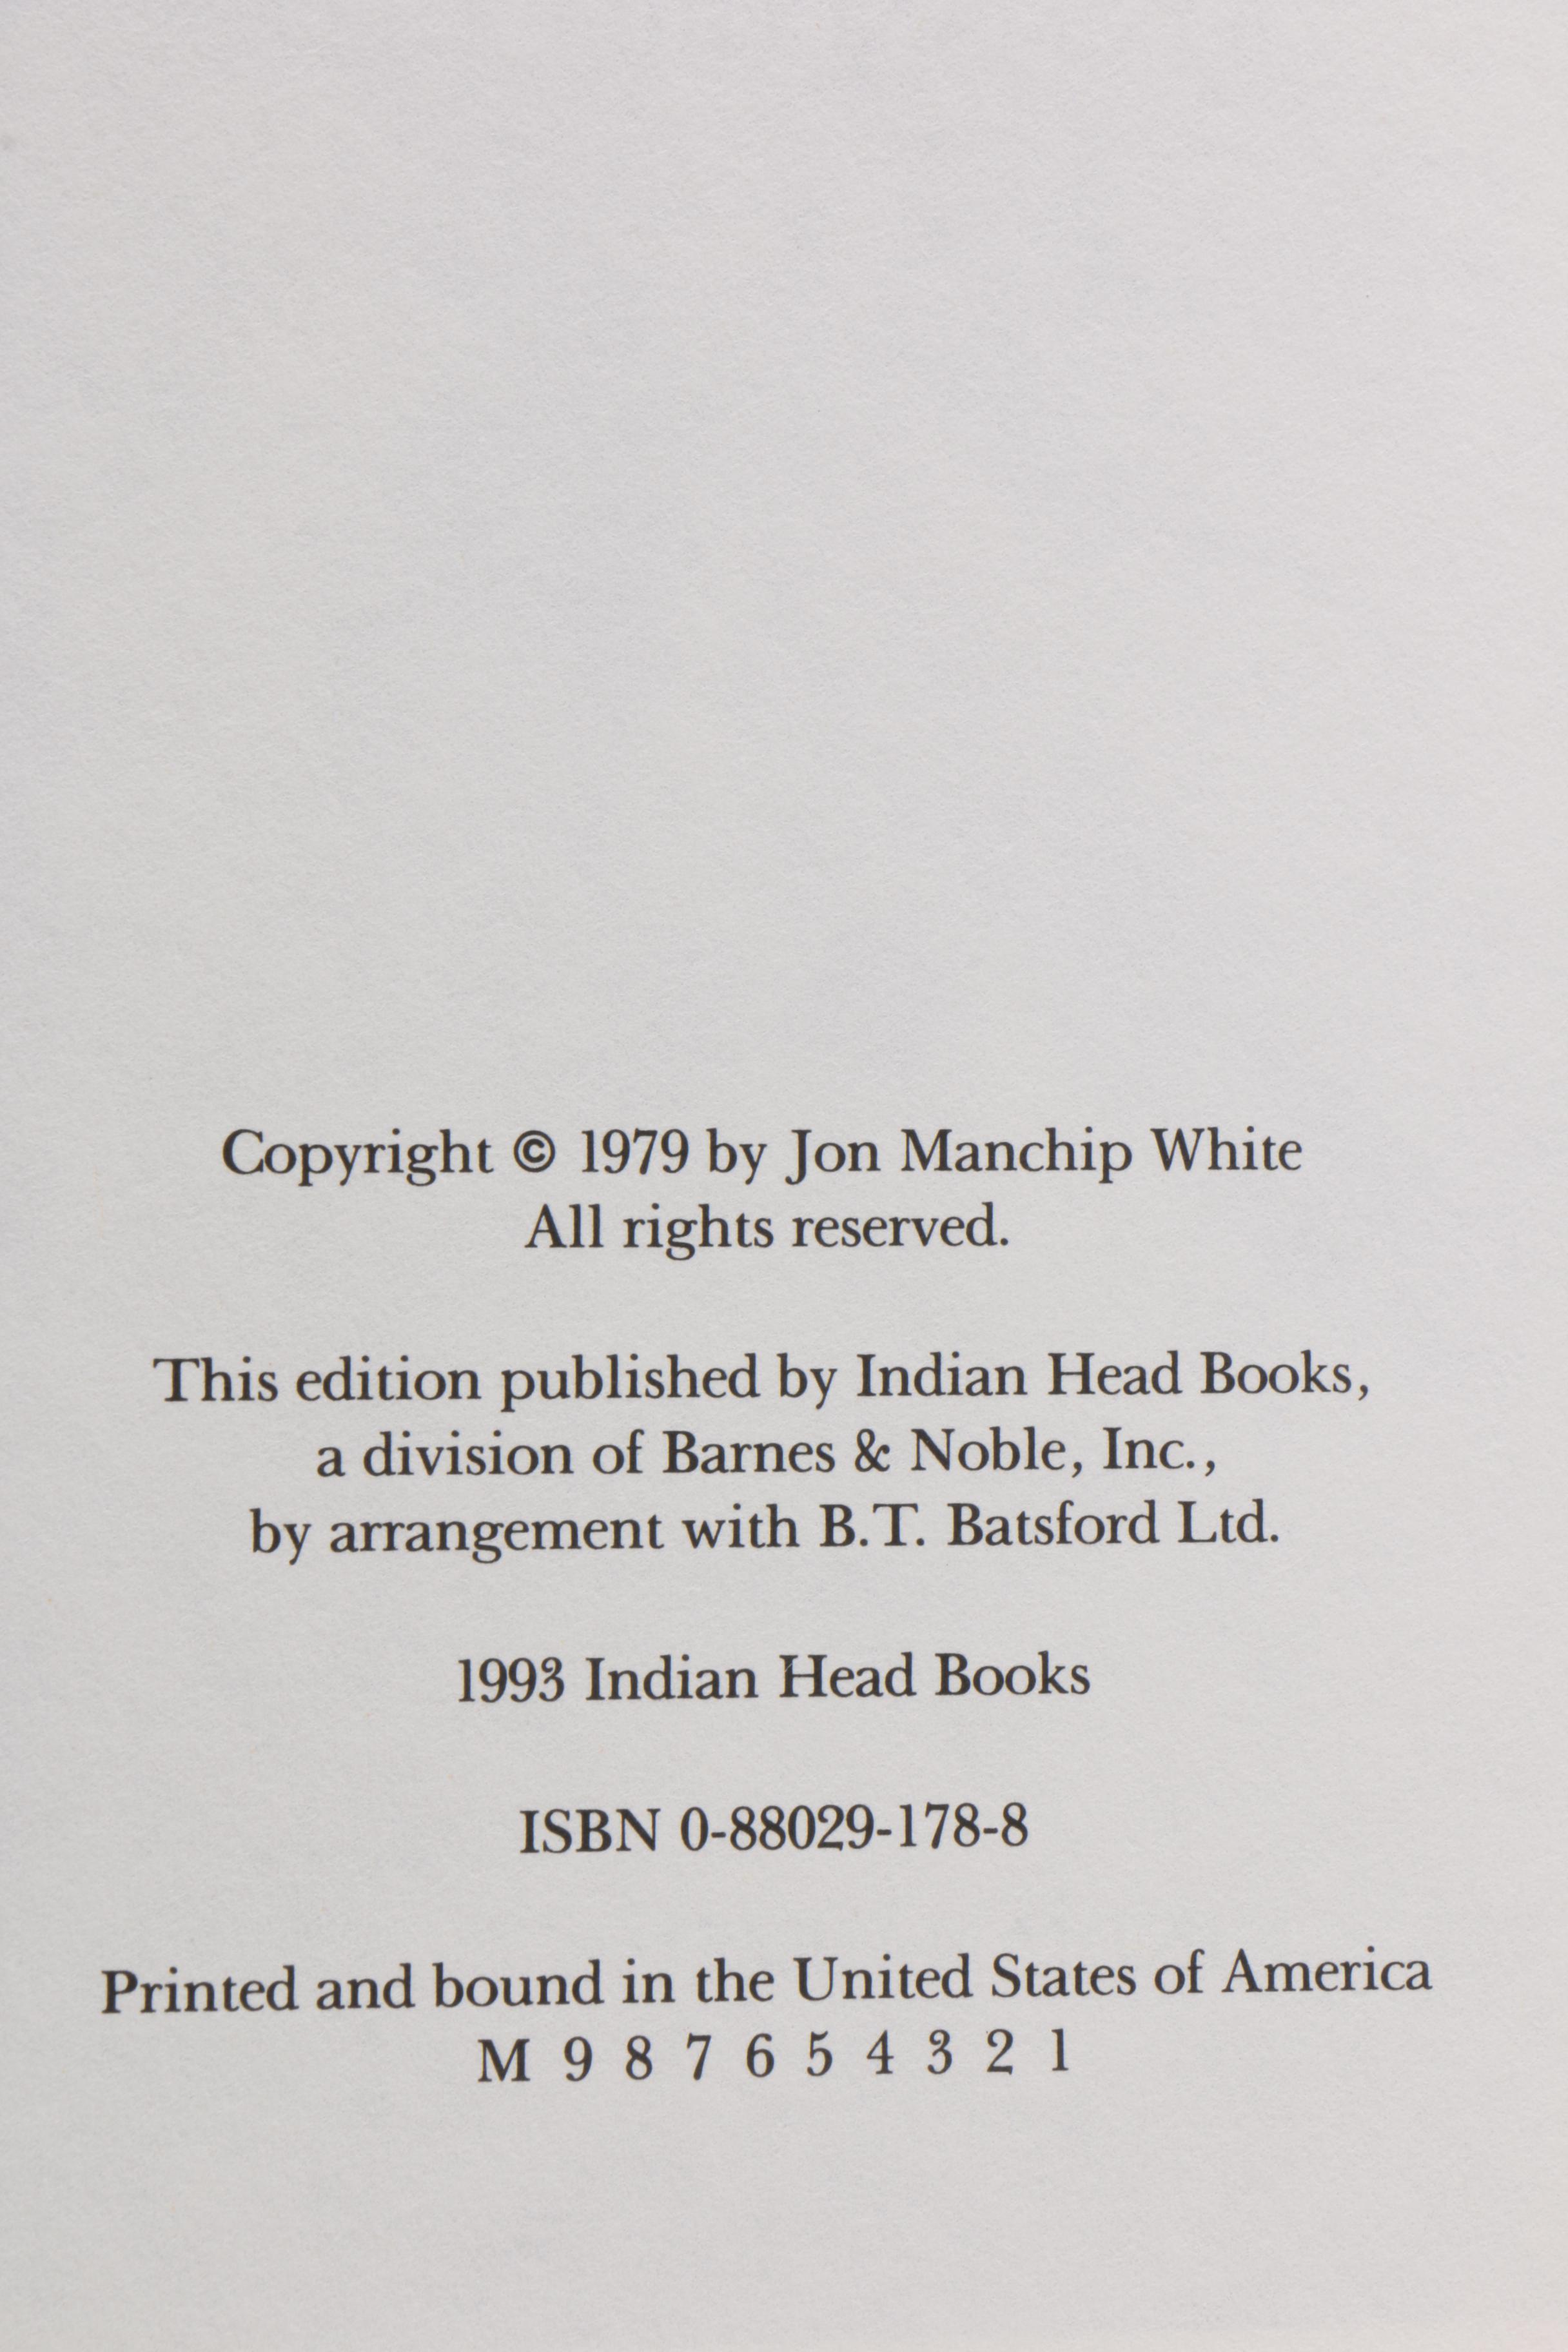 Copyright © 1979 by Jon Manchip White
All rights reserved.
This edition published by Indian Head Books,
a division of Barnes & Noble, Inc.,
by arrangement with B.T. Batsford Ltd.
1993 Indian Head Books
ISBN 0-88029-178-8
Printed and bound in the United States of America
M 9 8 7 6 5 4 3 2 1